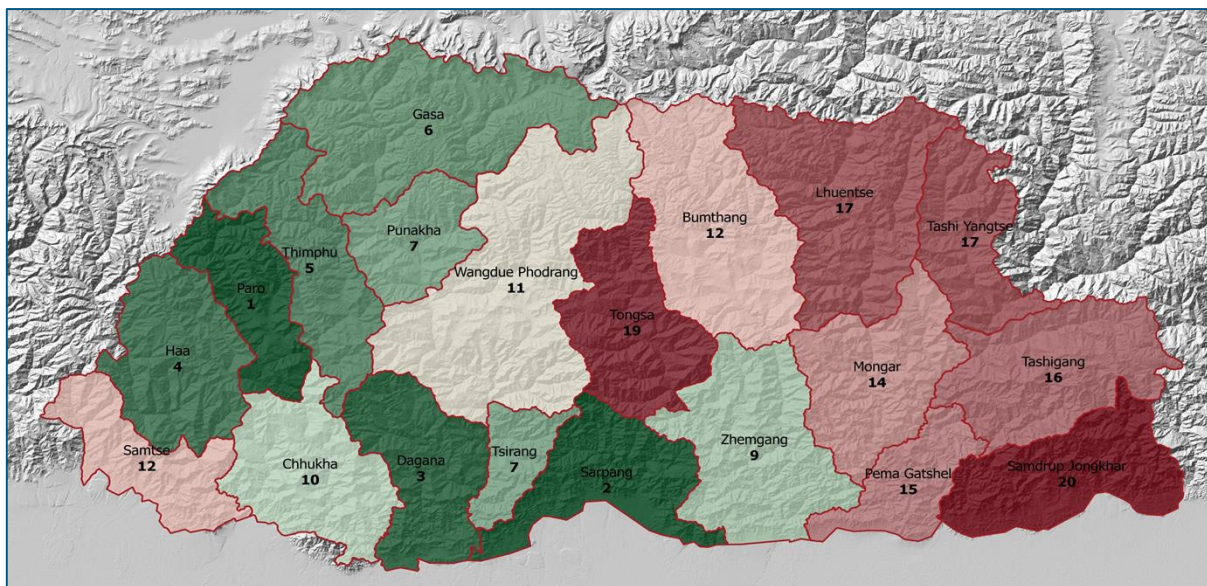 Gasa
6
Punakha
7
Thimphu
5
Paro
1
Haa
4
Samtse
12
Chhukha
10
Dagana
3
Tsirang
7
Sarpang
2
Wangdue Phodrang
11
Tongsa
19
Bumthang
12
Zhemgang
9
Lhuentse
17
Tashi Yangtse
17
Mongar
14
Tashigang
16
Pema Gatshel
15
Samdrup Jongkhar
20